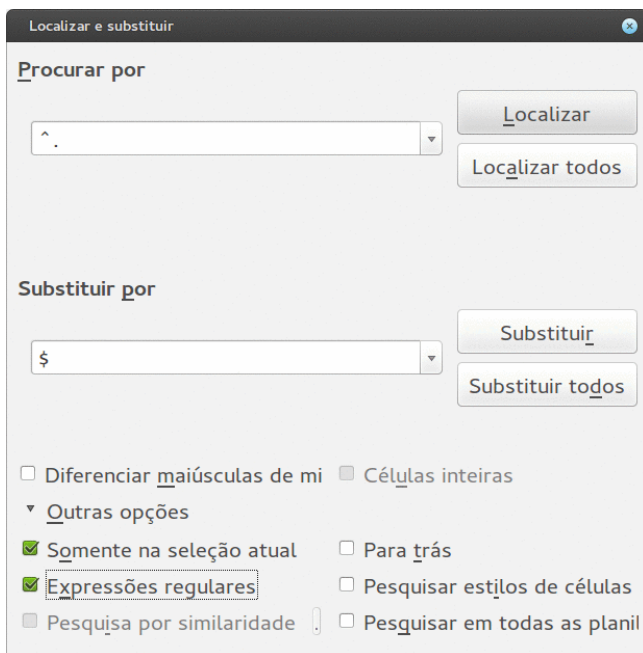 Localizar e substituir
Procurar por
^.
Localizar
Localizar todos
Substituir por
$
Substituir
Substituir todos
Diferenciar maiúsculas de mi
Células inteiras
Outras opções
Somente na seleção atual
Para trás
Expressões regulares
Pesquisar estilos de células
Pesquisa por similaridade
.
Pesquisar em todas as planil